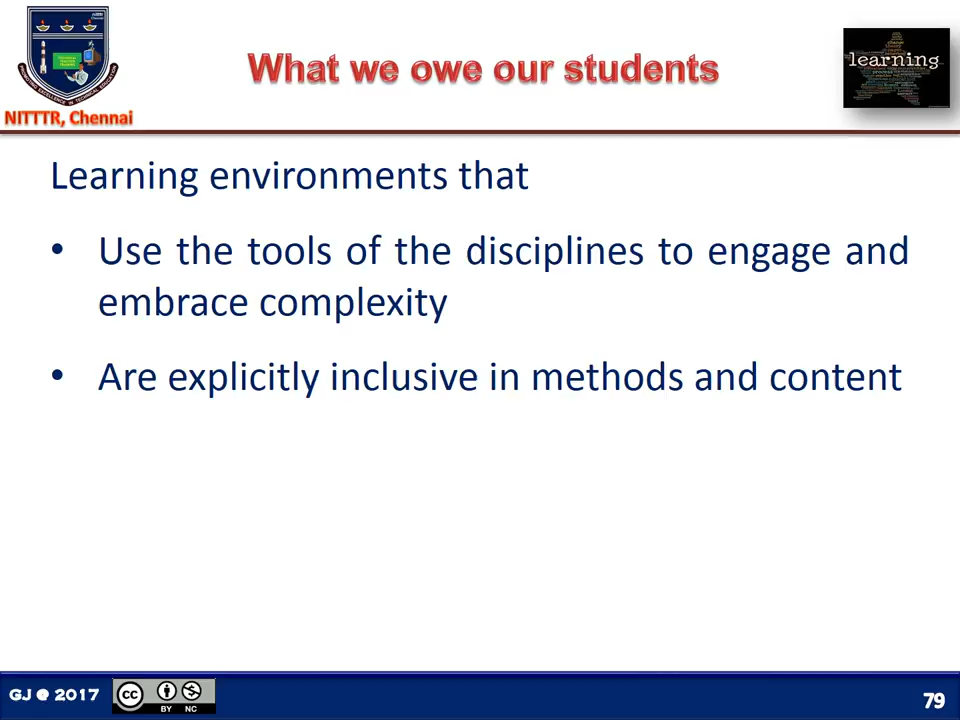 What we owe our students
learning
NITTTR, Chennai
Learning environments that
• Use the tools of the disciplines to engage and
embrace complexity
• Are explicitly inclusive in methods and content
GJ @ 2017
cc
BY NC
79